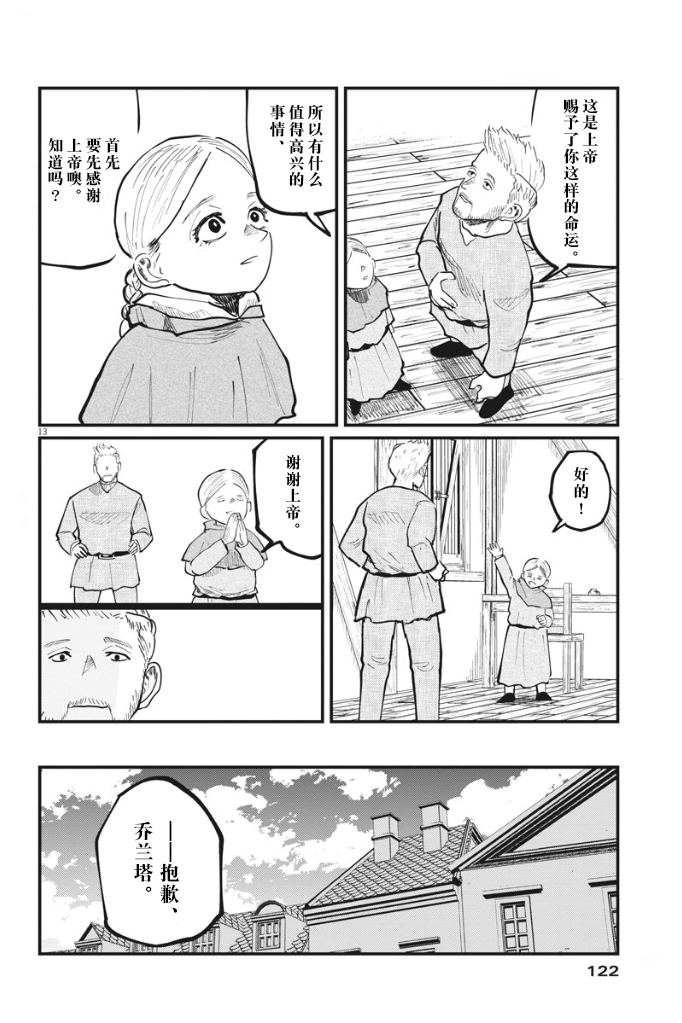 这是上帝
赐予了你这样的命运。
所以有什么
值得高兴的
事情、
首先
要先感谢
上帝噢。
知道吗？
13
好的！
谢谢上帝。
——抱歉、
乔兰塔。
122